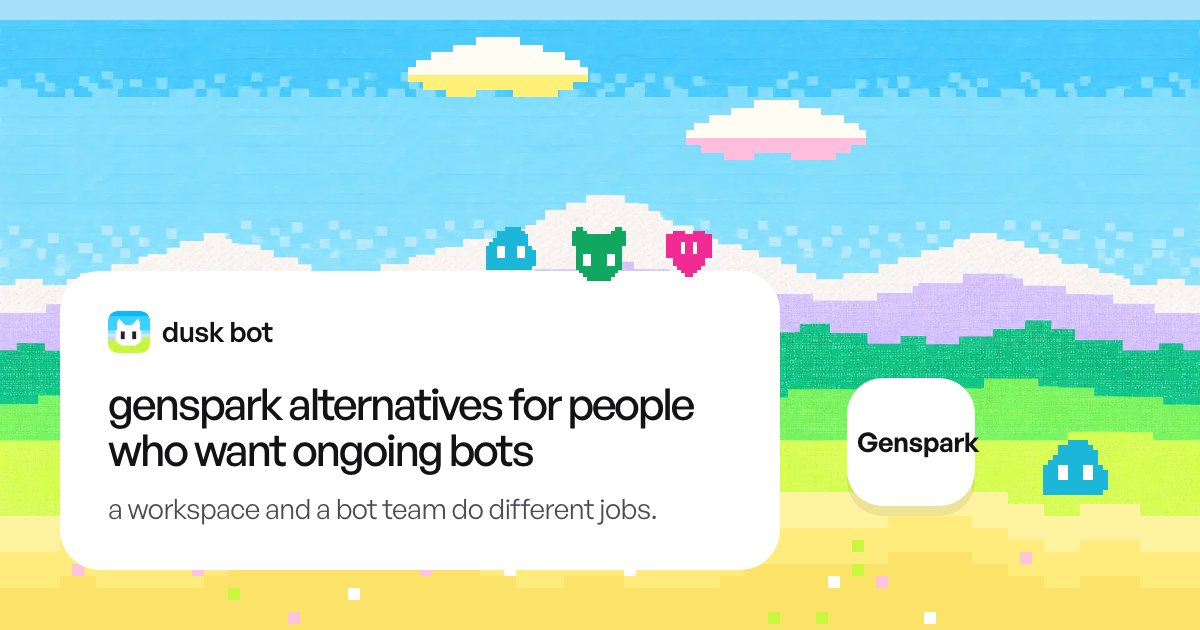 dusk bot
genspark alternatives for people
who want ongoing bots
a workspace and a bot team do different jobs.
Genspark